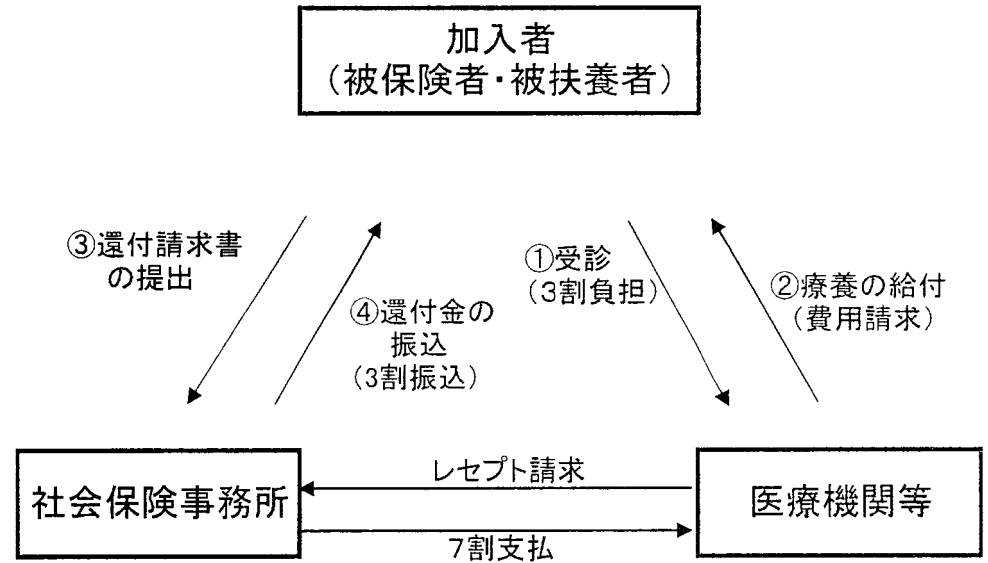 加入者
（被保険者・被扶養者）
③還付請求書
の提出
④還付金の
振込
（3割振込）
①受診
（3割負担）
②療養の給付
（費用請求）
社会保険事務所
レセプト請求
7割支払
医療機関等